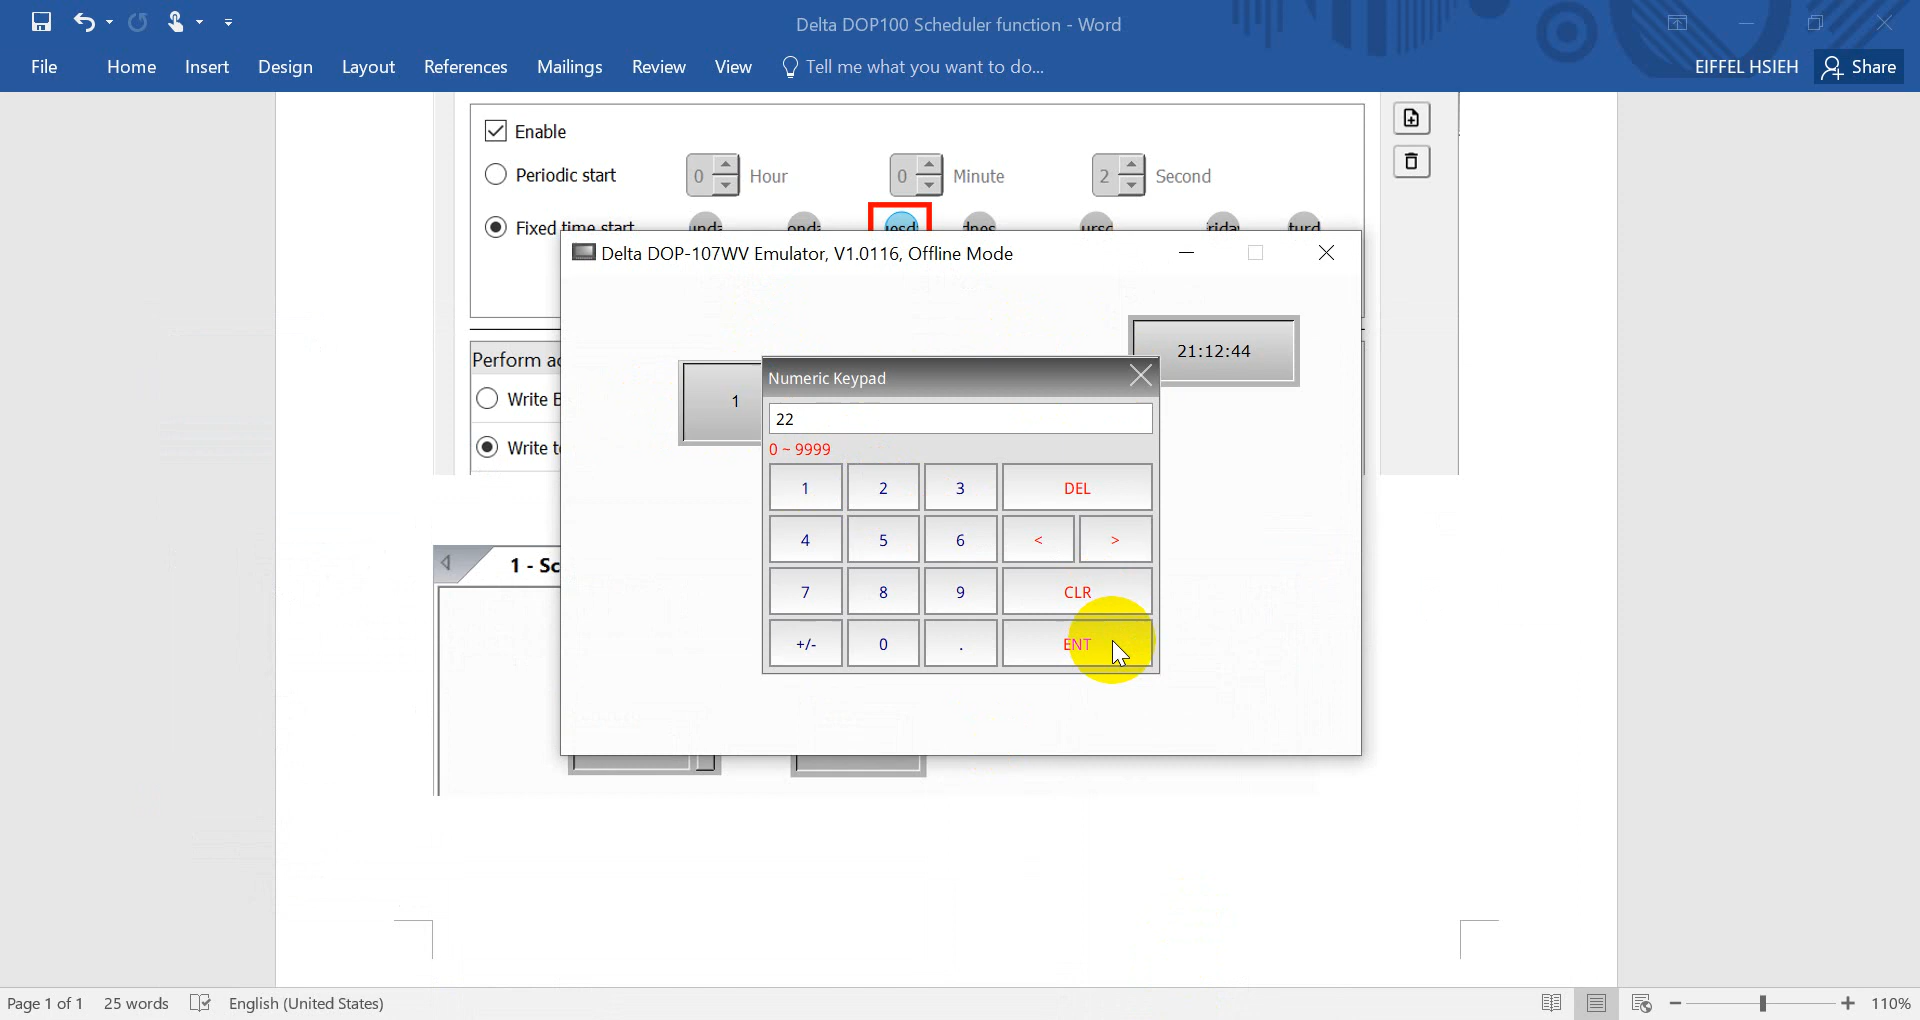 Delta DOP100 Scheduler function - Word
File Home Insert Design Layout References Mailings Review View Tell me what you want to do... EIFFEL HSIEH Share
Enable
Periodic start 0 Hour 0 Minute 2 Second
Fixed time start
Delta DOP-107WV Emulator, V1.0116, Offline Mode
21:12:44
Perform
Numeric Keypad
1
Write
22
0 ~ 9999
Write
1 2 3 DEL
4 5 6 < >
1 -
7 8 9 CLR
+/- 0 . ENT
Page 1 of 1 25 words English (United States) 110%